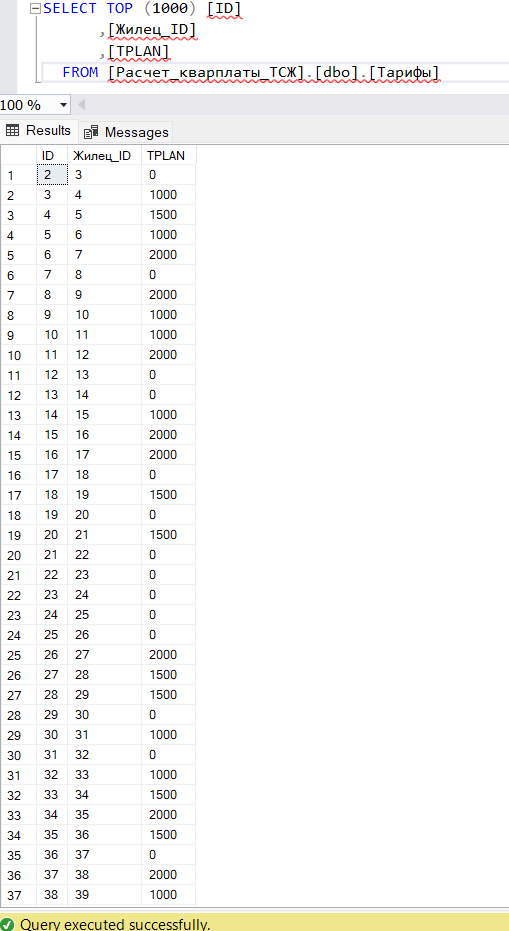 SELECT TOP (1000) [ID]
,[Жилец_ID]
,[TPLAN]
FROM [Расчет_кварплаты_ТСЖ].[dbo].[Тарифы]
100 %
Results Messages
ID Жилец_ID TPLAN
1 2 3 0
2 3 4 1000
3 4 5 1500
4 5 6 1000
5 6 7 2000
6 7 8 0
7 8 9 2000
8 9 10 1000
9 10 11 1000
10 11 12 2000
11 12 13 0
12 13 14 0
13 14 15 1000
14 15 16 2000
15 16 17 2000
16 17 18 0
17 18 19 1500
18 19 20 0
19 20 21 1500
20 21 22 0
21 22 23 0
22 23 24 0
23 24 25 0
24 25 26 0
25 26 27 2000
26 27 28 1500
27 28 29 1500
28 29 30 0
29 30 31 1000
30 31 32 0
31 32 33 1000
32 33 34 1500
33 34 35 2000
34 35 36 1500
35 36 37 0
36 37 38 2000
37 38 39 1000
Query executed successfully.